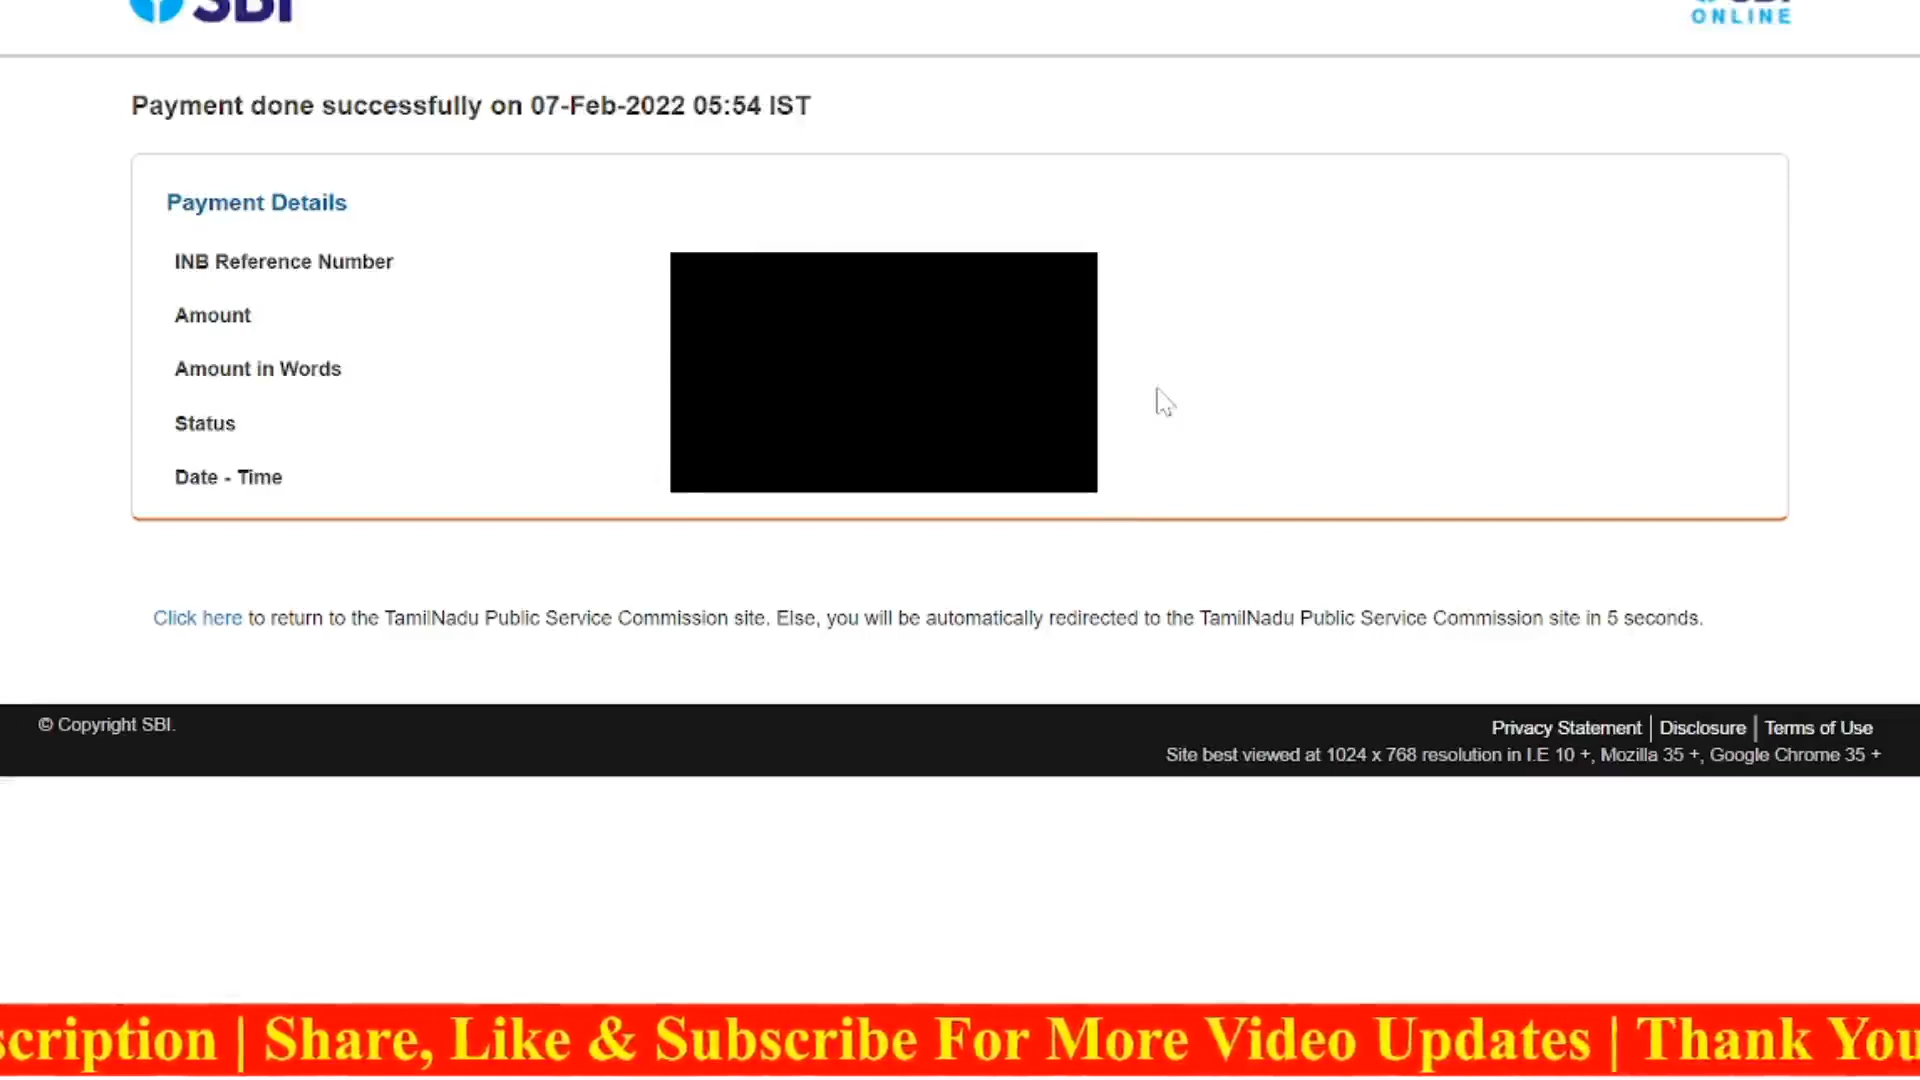 SBI
ONLINE
Payment done successfully on 07-Feb-2022 05:54 IST
Payment Details
INB Reference Number
Amount
Amount in Words
Status
Date - Time
Click here to return to the TamilNadu Public Service Commission site. Else, you will be automatically redirected to the TamilNadu Public Service Commission site in 5 seconds.
© Copyright SBI.
Privacy Statement | Disclosure | Terms of Use
Site best viewed at 1024 x 768 resolution in I.E 10 +, Mozilla 35 +, Google Chrome 35 +
scription | Share, Like & Subscribe For More Video Updates | Thank You